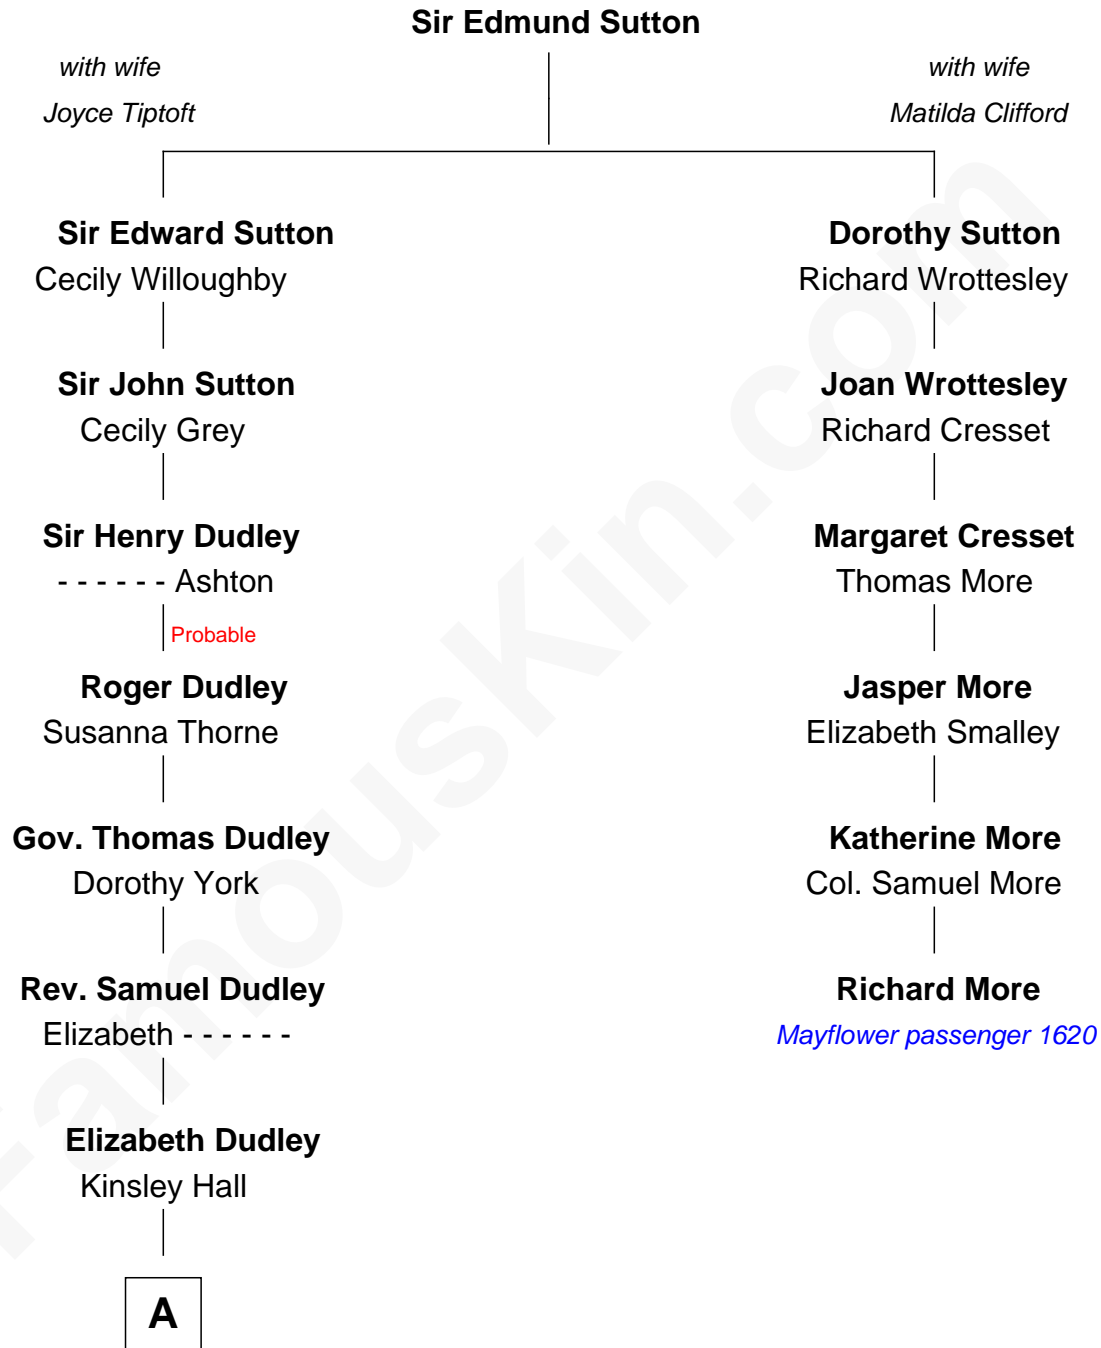 Sir Edmund Sutton
with wife
Joyce Tiptoft
with wife
Matilda Clifford
Sir Edward Sutton
Cecily Willoughby
Dorothy Sutton
Richard Wrottesley
Sir John Sutton
Cecily Grey
Joan Wrottesley
Richard Cresset
Sir Henry Dudley
- - - - - - Ashton
Probable
Margaret Cresset
Thomas More
Roger Dudley
Susanna Thorne
Jasper More
Elizabeth Smalley
Gov. Thomas Dudley
Dorothy York
Katherine More
Col. Samuel More
Rev. Samuel Dudley
Elizabeth - - - - - -
Richard More
Mayflower passenger 1620
Elizabeth Dudley
Kinsley Hall
A
FamousKin.com